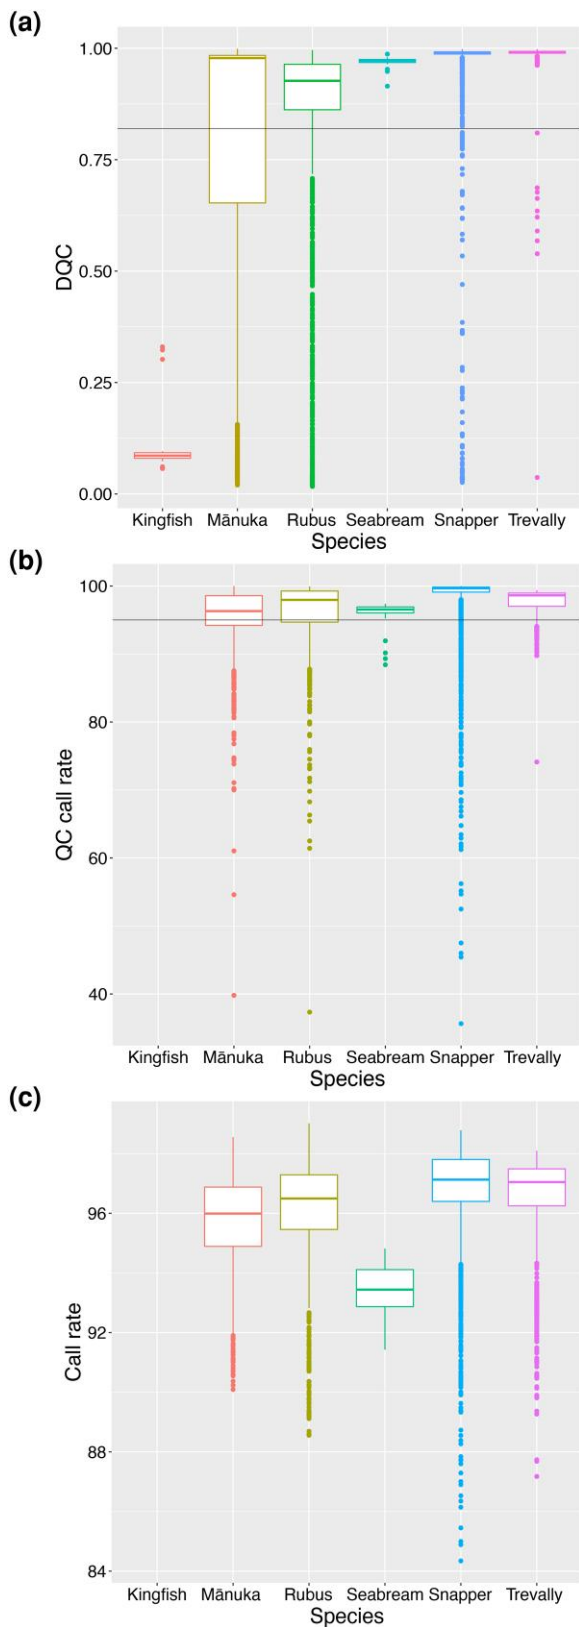 (a)
1.00
0.75
0.50
0.25
0.00
DQC
Kingfish Mānuka Rubus Seabream Snapper Trevally
Species
(b)
100
80
60
40
QC call rate
Kingfish Mānuka Rubus Seabream Snapper Trevally
Species
(c)
96
92
88
84
Call rate
Kingfish Mānuka Rubus Seabream Snapper Trevally
Species